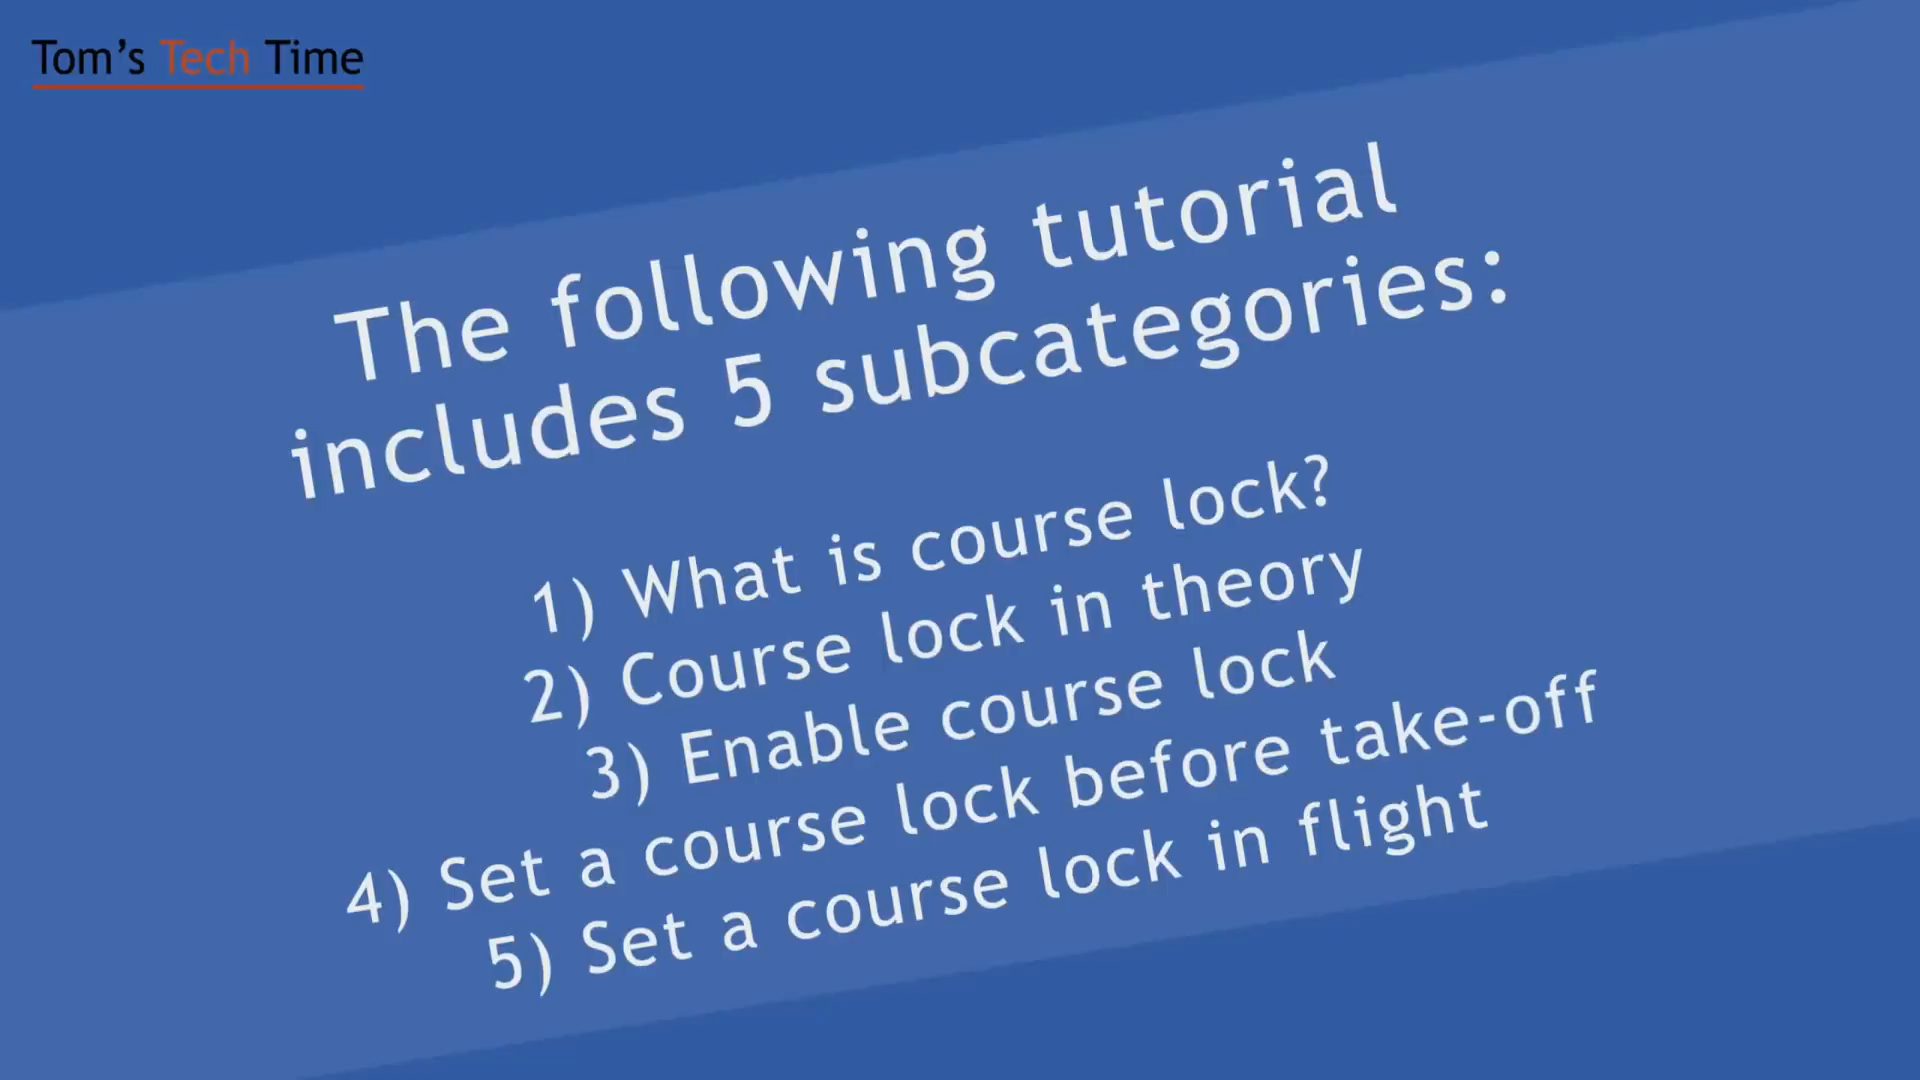 Tom's Tech Time
The following tutorial
includes 5 subcategories:
1) What is course lock?
2) Course lock in theory
3) Enable course lock
4) Set a course lock before take-off
5) Set a course lock in flight